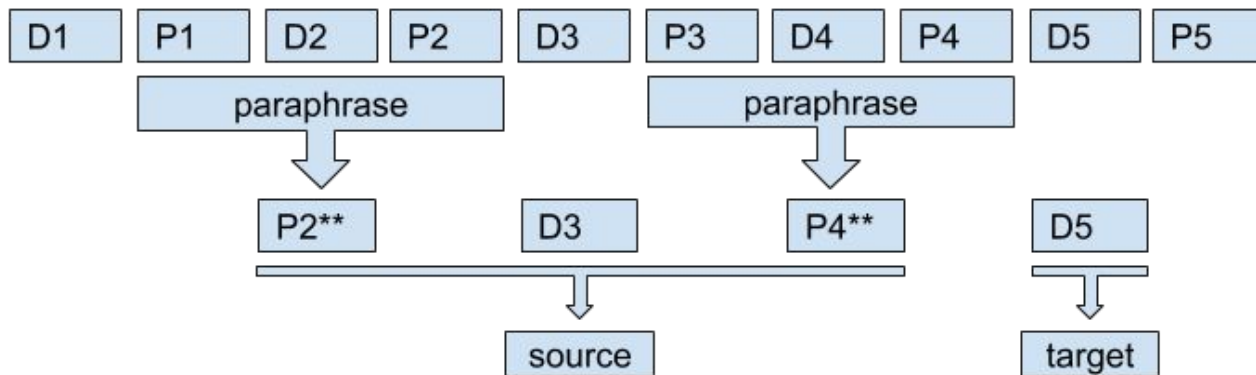 D1 P1 D2 P2 D3 P3 D4 P4 D5 P5
paraphrase paraphrase
P2** D3 P4** D5
source target